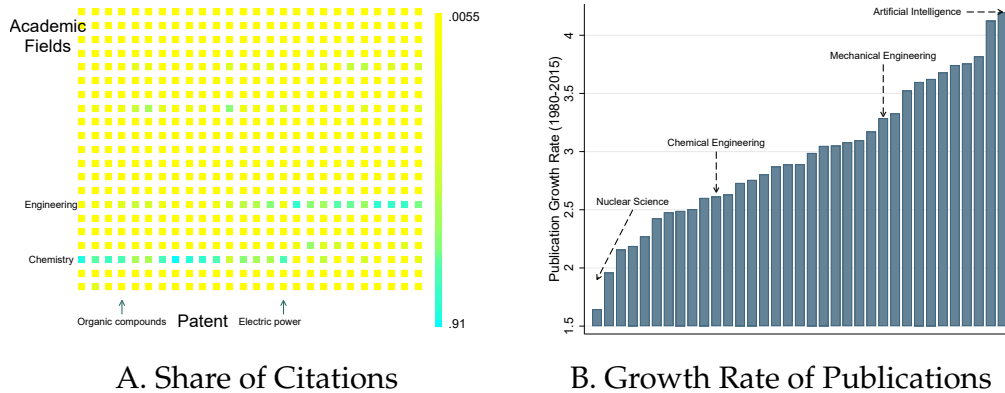 Academic
Fields
Engineering
Chemistry
Organic compounds
Patent
Electric power
.0055
.91
A. Share of Citations
Publication Growth Rate (1980-2015)
4
3.5
3
2.5
2
1.5
Nuclear Science
Chemical Engineering
Mechanical Engineering
Artificial Intelligence
B. Growth Rate of Publications